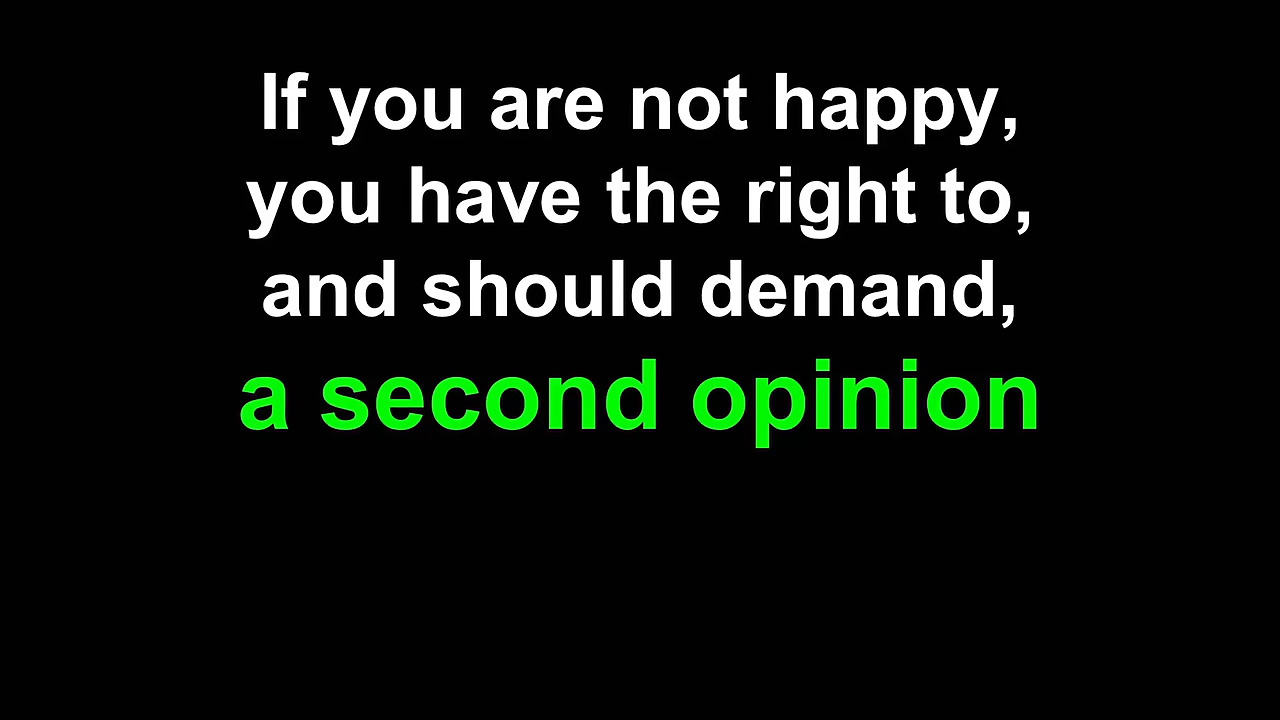 If you are not happy,
you have the right to,
and should demand,
a second opinion